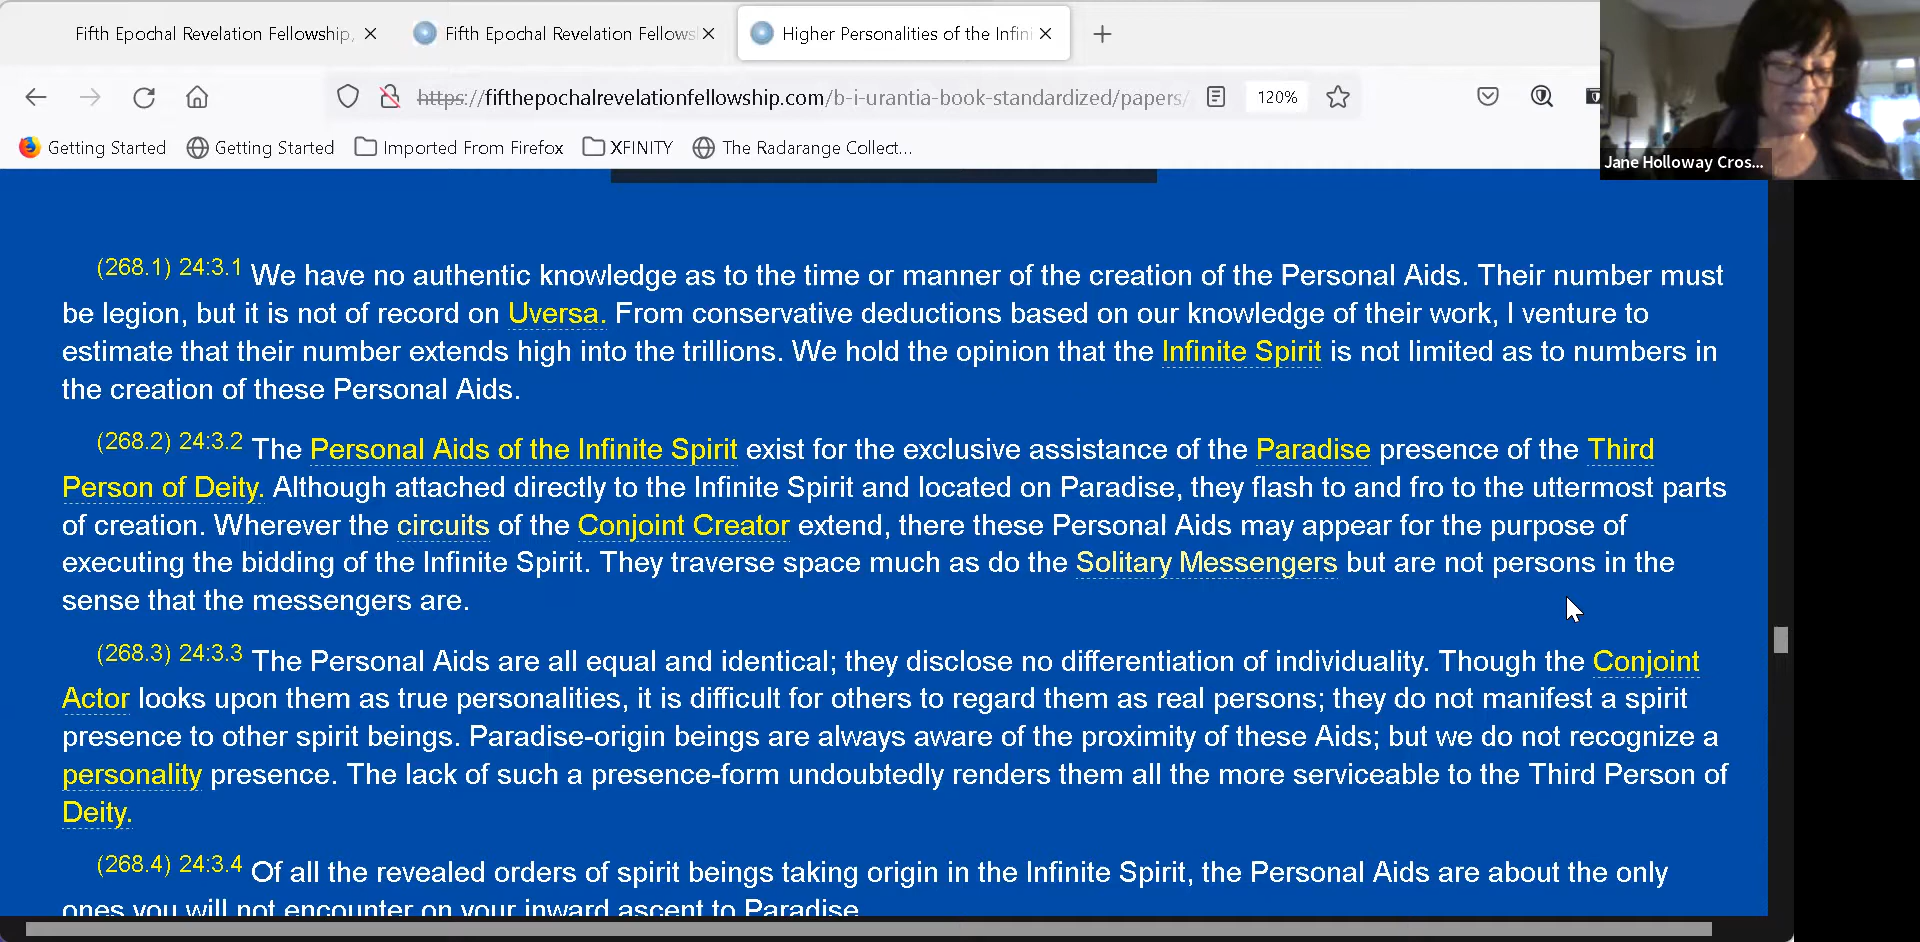 Fifth Epochal Revelation Fellowship,
Fifth Epochal Revelation Fellows
Higher Personalities of the Infini
https://fifthepochalrevelationfellowship.com/b-i-urantia-book-standardized/papers/
120%
Getting Started
Getting Started
Imported From Firefox
XFINITY
The Radarange Collect...
Jane Holloway Cros...
(268.1) 24:3.1 We have no authentic knowledge as to the time or manner of the creation of the Personal Aids. Their number must
be legion, but it is not of record on Uversa. From conservative deductions based on our knowledge of their work, I venture to
estimate that their number extends high into the trillions. We hold the opinion that the Infinite Spirit is not limited as to numbers in
the creation of these Personal Aids.
(268.2) 24:3.2 The Personal Aids of the Infinite Spirit exist for the exclusive assistance of the Paradise presence of the Third
Person of Deity. Although attached directly to the Infinite Spirit and located on Paradise, they flash to and fro to the uttermost parts
of creation. Wherever the circuits of the Conjoint Creator extend, there these Personal Aids may appear for the purpose of
executing the bidding of the Infinite Spirit. They traverse space much as do the Solitary Messengers but are not persons in the
sense that the messengers are.
(268.3) 24:3.3 The Personal Aids are all equal and identical; they disclose no differentiation of individuality. Though the Conjoint
Actor looks upon them as true personalities, it is difficult for others to regard them as real persons; they do not manifest a spirit
presence to other spirit beings. Paradise-origin beings are always aware of the proximity of these Aids; but we do not recognize a
personality presence. The lack of such a presence-form undoubtedly renders them all the more serviceable to the Third Person of
Deity.
(268.4) 24:3.4 Of all the revealed orders of spirit beings taking origin in the Infinite Spirit, the Personal Aids are about the only
ones you will not encounter on your inward ascent to Paradise.